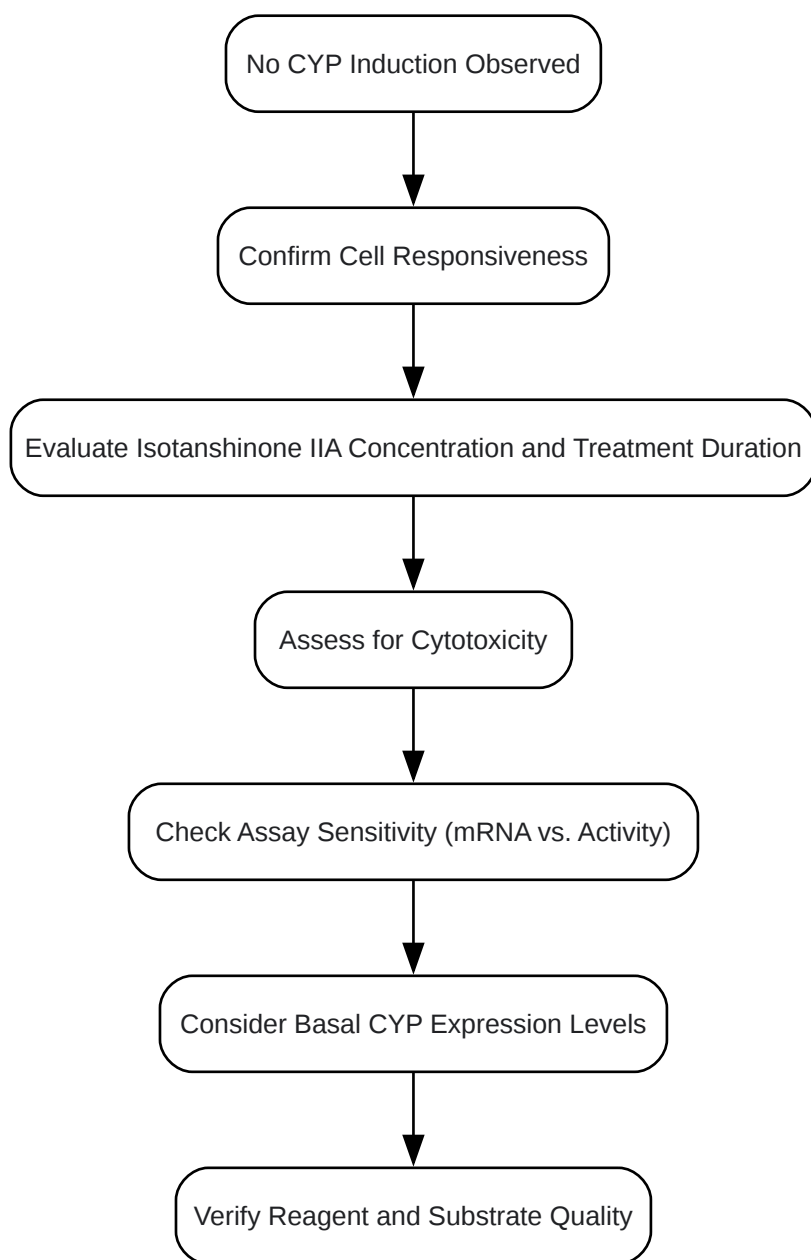 No CYP Induction Observed
Confirm Cell Responsiveness
Evaluate Isotanshinone IIA Concentration and Treatment Duration
Assess for Cytotoxicity
Check Assay Sensitivity (mRNA vs. Activity)
Consider Basal CYP Expression Levels
Verify Reagent and Substrate Quality